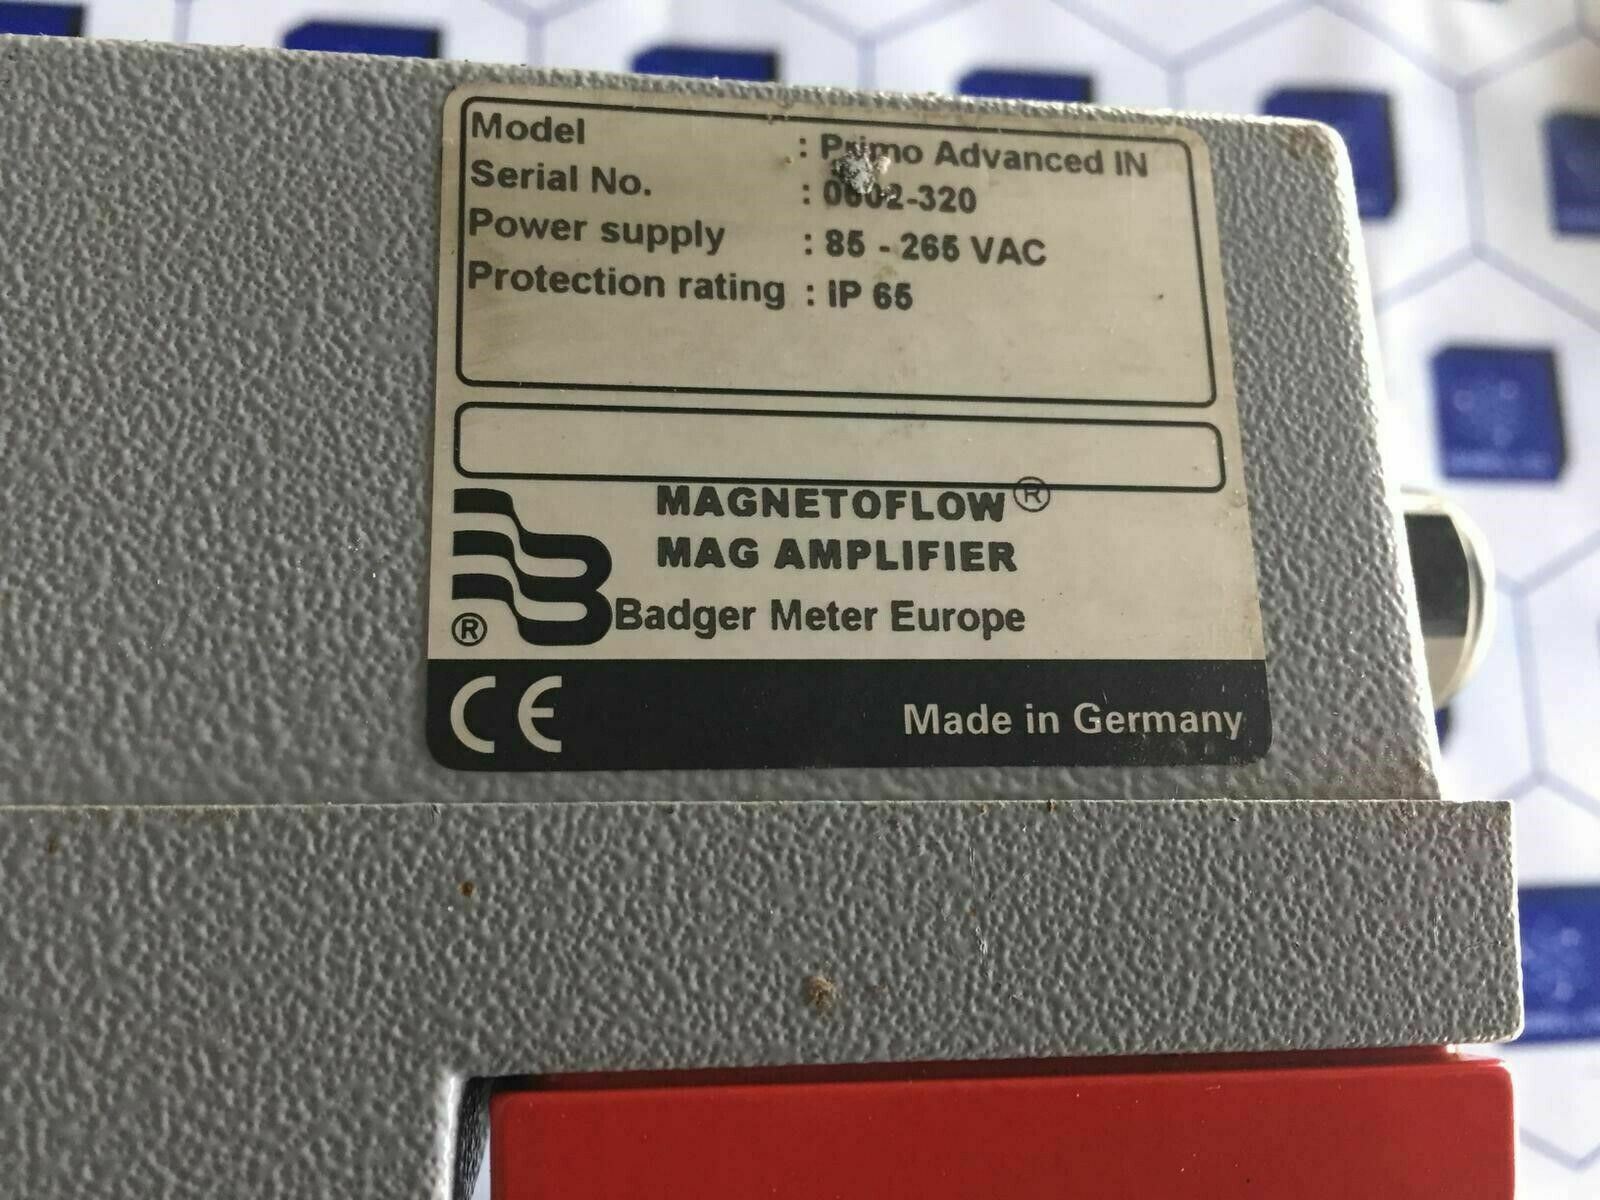 Model : Primo Advanced IN
Serial No. : 0602-320
Power supply : 85 - 265 VAC
Protection rating : IP 65
MAGNETOFLOW®
MAG AMPLIFIER
® Badger Meter Europe
CE Made in Germany